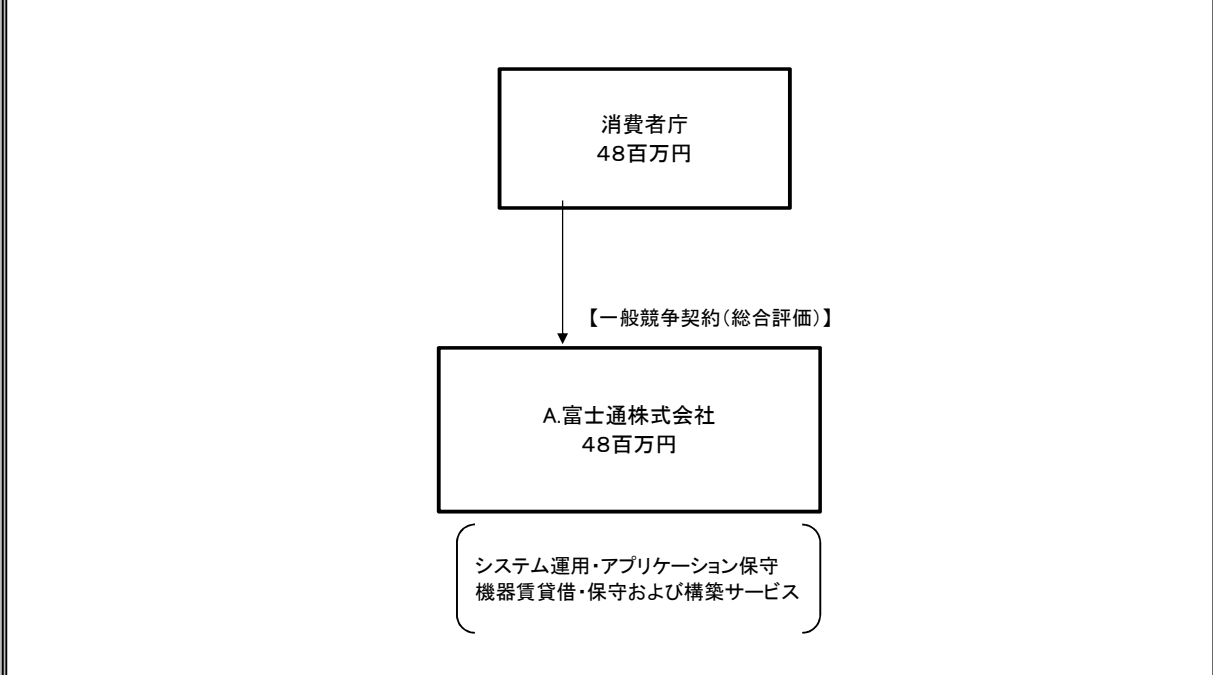 消費者庁
48百万円
【一般競争契約(総合評価)】
A.富士通株式会社
48百万円
システム運用・アプリケーション保守
機器賃貸借・保守および構築サービス